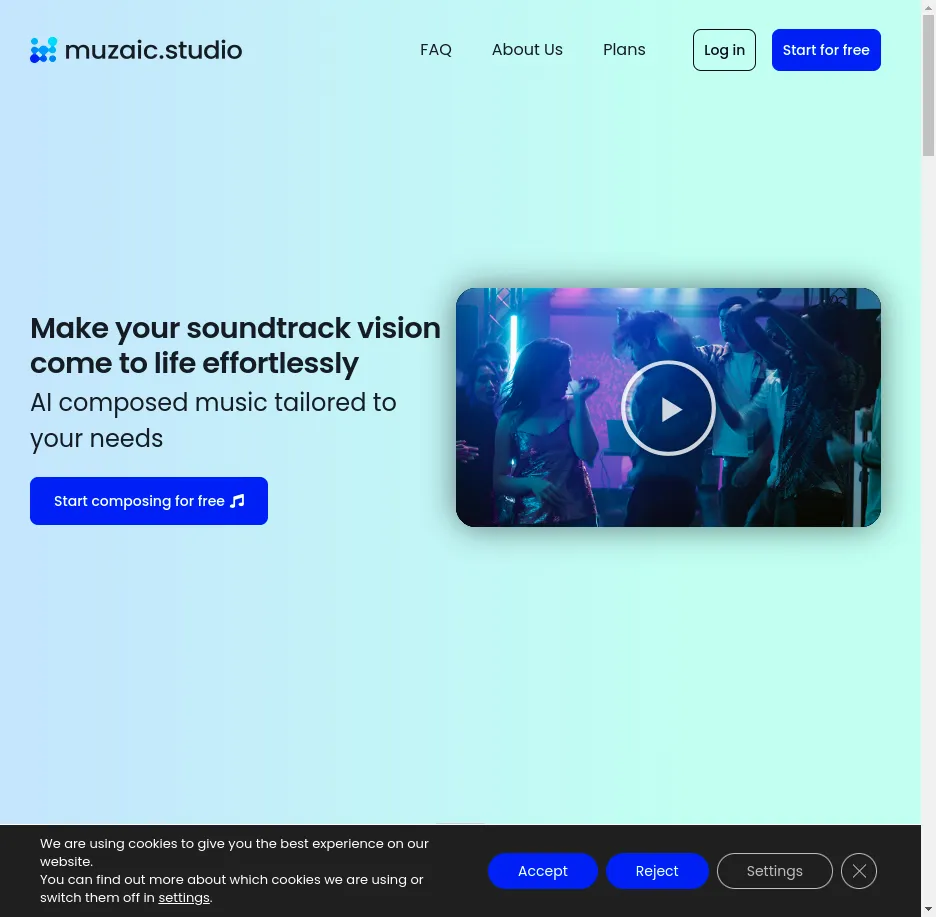 muzaic.studio
FAQ
About Us
Plans
Log in
Start for free
Make your soundtrack vision
come to life effortlessly
AI composed music tailored to
your needs
Start composing for free
We are using cookies to give you the best experience on our
website.
You can find out more about which cookies we are using or
switch them off in settings.
Accept
Reject
Settings